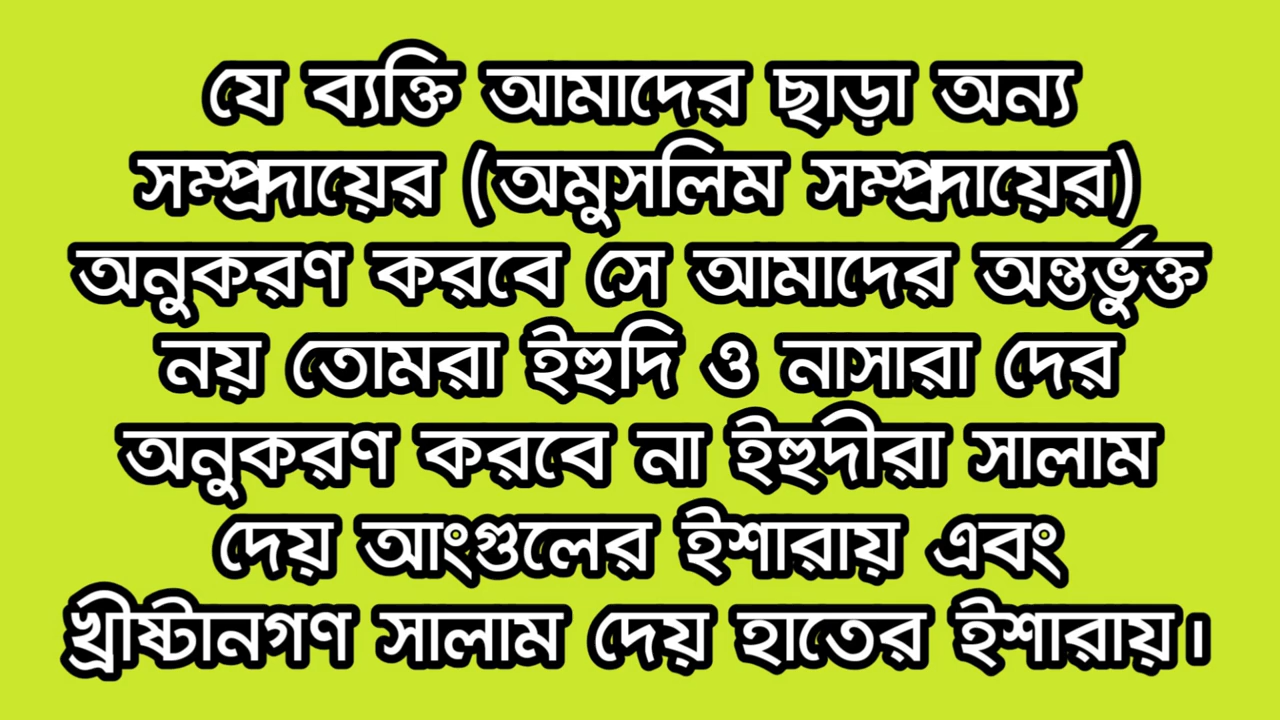 যে ব্যক্তি আমাদের ছাড়া অন্য
সম্প্রদায়ের (অমুসলিম সম্প্রদায়ের)
অনুকরণ করবে সে আমাদের অন্তর্ভুক্ত
নয় তোমরা ইহুদি ও নাসারা দের
অনুকরণ করবে না ইহুদীরা সালাম
দেয় আংগুলের ইশারায় এবং
খ্রীষ্টানগণ সালাম দেয় হাতের ইশারায়।